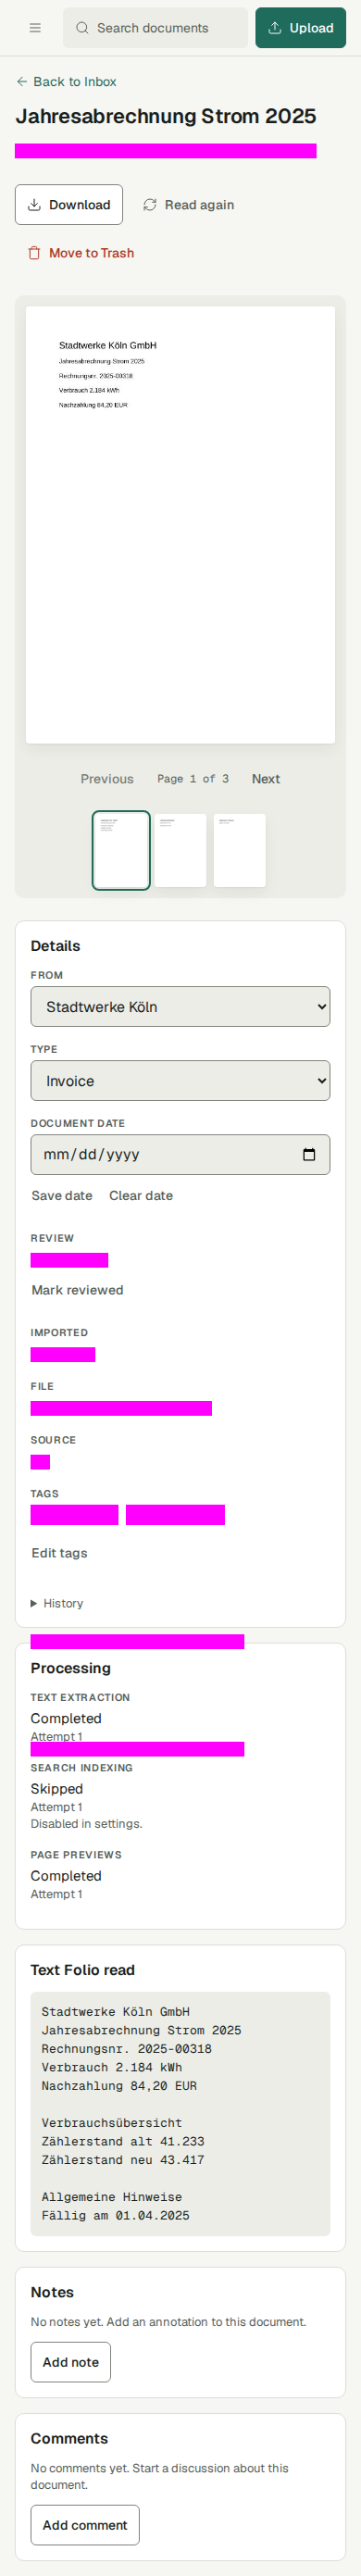 Search documents
Upload
← Back to Inbox
Jahresabrechnung Strom 2025
Download
Read again
Move to Trash
Stadtwerke Köln GmbH
Jahresabrechnung Strom 2025
Rechnungsnr. 2025-00318
Verbrauch 2.184 kWh
Nachzahlung 84,20 EUR
Previous
Page 1 of 3
Next
Details
FROM
Stadtwerke Köln
TYPE
Invoice
DOCUMENT DATE
mm/dd/yyyy
Save date
Clear date
REVIEW
Mark reviewed
IMPORTED
FILE
SOURCE
TAGS
Edit tags
History
Processing
TEXT EXTRACTION
Completed
Attempt 1
SEARCH INDEXING
Skipped
Attempt 1
Disabled in settings.
PAGE PREVIEWS
Completed
Attempt 1
Text Folio read
Stadtwerke Köln GmbH
Jahresabrechnung Strom 2025
Rechnungsnr. 2025-00318
Verbrauch 2.184 kWh
Nachzahlung 84,20 EUR
Verbrauchsübersicht
Zählerstand alt 41.233
Zählerstand neu 43.417
Allgemeine Hinweise
Fällig am 01.04.2025
Notes
No notes yet. Add an annotation to this document.
Add note
Comments
No comments yet. Start a discussion about this
document.
Add comment